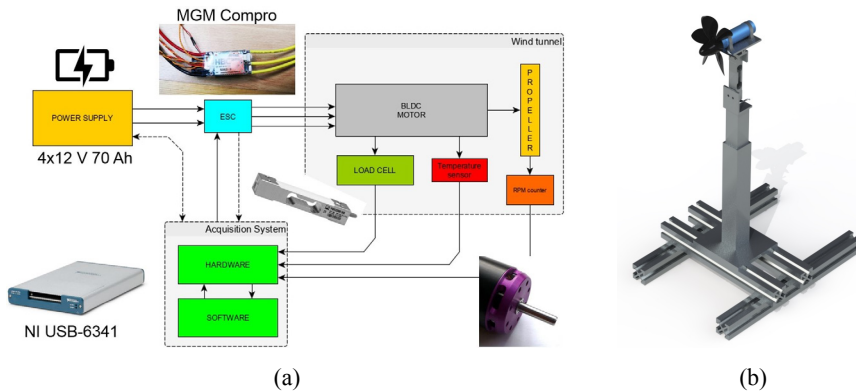 MGM Compro
Wind tunnel
POWER SUPPLY
ESC
BLDC
MOTOR
PROPELLER
4x12 V 70 Ah
LOAD CELL
Temperature
sensor
RPM counter
Acquisition System
HARDWARE
SOFTWARE
NI USB-6341
(a)
(b)